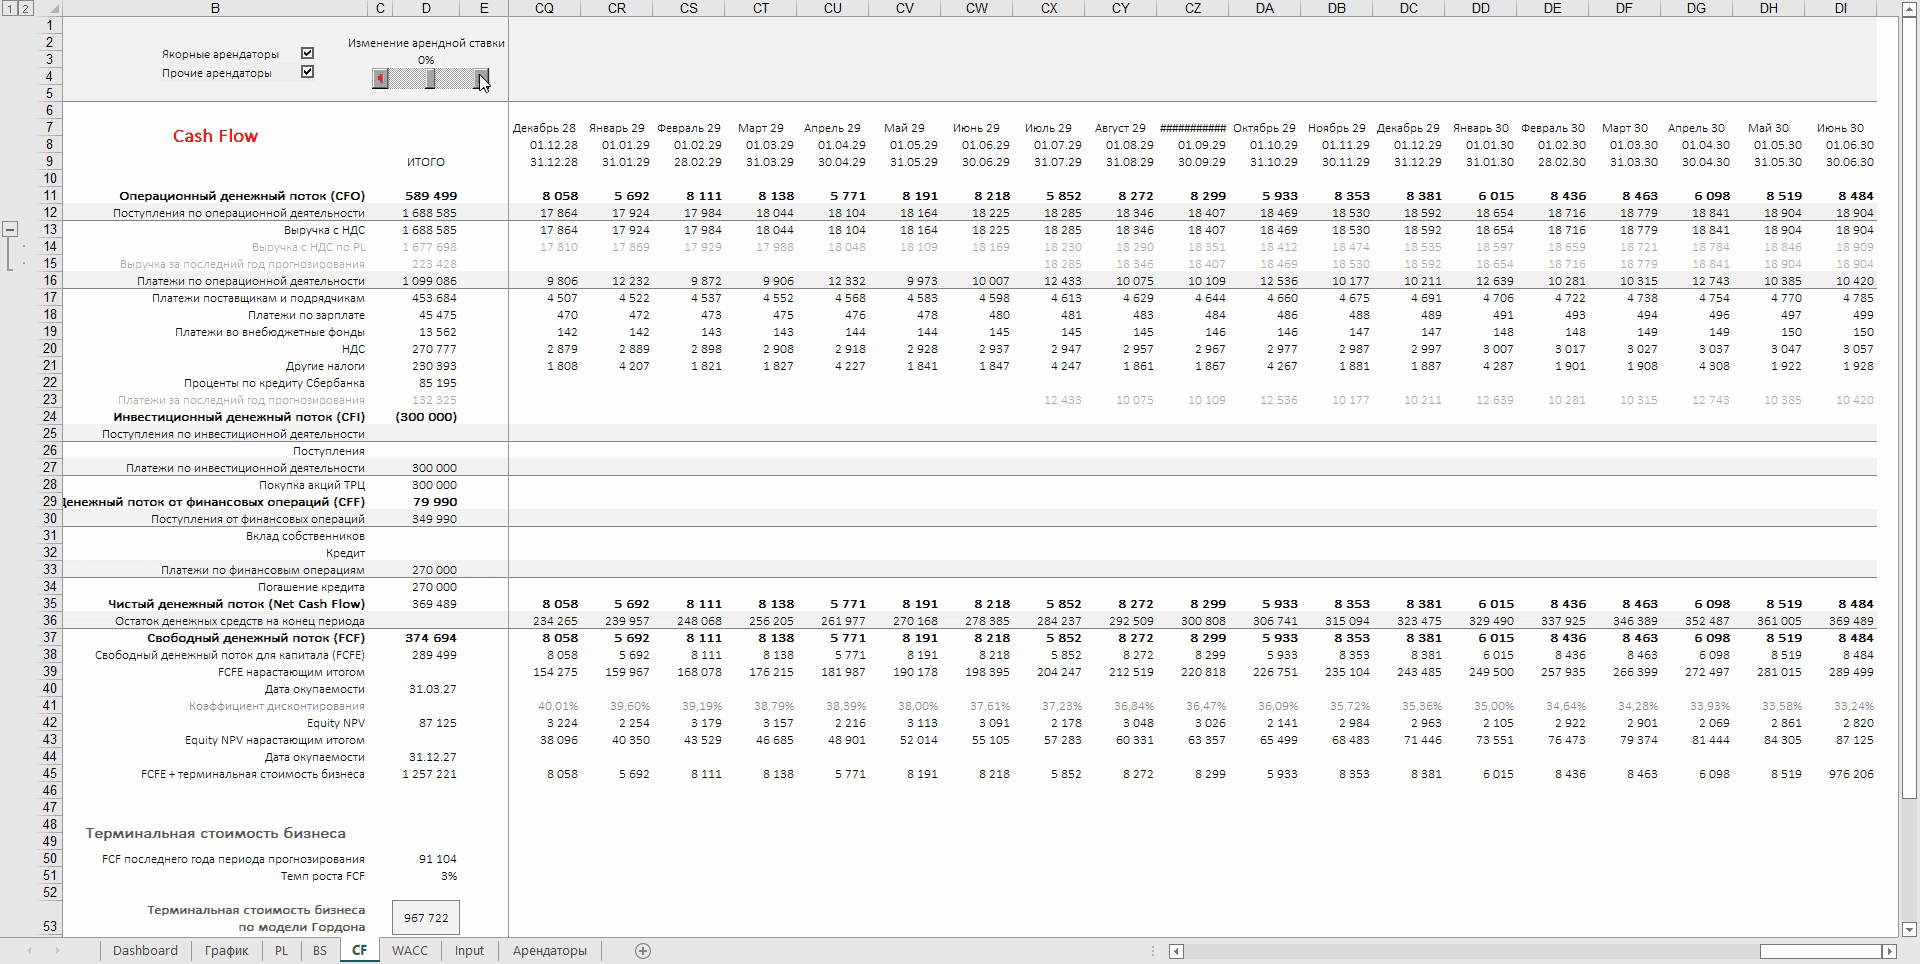 1 2 B C D E CQ CR CS CT CU CV CW CX CY CZ DA DB DC DD DE DF DG DH DI
1
2 Изменение арендной ставки
3 Якорные арендаторы 0%
4 Прочие арендаторы
5
6
7 Cash Flow Декабрь 28 Январь 29 Февраль 29 Март 29 Апрель 29 Май 29 Июнь 29 Июль 29 Август 29 ########### Октябрь 29 Ноябрь 29 Декабрь 29 Январь 30 Февраль 30 Март 30 Апрель 30 Май 30 Июнь 30
8 01.12.28 01.01.29 01.02.29 01.03.29 01.04.29 01.05.29 01.06.29 01.07.29 01.08.29 01.09.29 01.10.29 01.11.29 01.12.29 01.01.30 01.02.30 01.03.30 01.04.30 01.05.30 01.06.30
9 ИТОГО 31.12.28 31.01.29 28.02.29 31.03.29 30.04.29 31.05.29 30.06.29 31.07.29 31.08.29 30.09.29 31.10.29 30.11.29 31.12.29 31.01.30 28.02.30 31.03.30 30.04.30 31.05.30 30.06.30
10
11 Операционный денежный поток (CFO) 589 499 8 058 5 692 8 111 8 138 5 771 8 191 8 218 5 852 8 272 8 299 5 933 8 353 8 381 6 015 8 436 8 463 6 098 8 519 8 484
12 Поступления по операционной деятельности 1 688 585 17 864 17 924 17 984 18 044 18 104 18 164 18 225 18 285 18 346 18 407 18 469 18 530 18 592 18 654 18 716 18 779 18 841 18 904 18 904
13 Выручка с НДС 1 688 585 17 864 17 924 17 984 18 044 18 104 18 164 18 225 18 285 18 346 18 407 18 469 18 530 18 592 18 654 18 716 18 779 18 841 18 904 18 904
14 Выручка с НДС по PL 1 677 698 17 810 17 869 17 929 17 988 18 048 18 109 18 169 18 230 18 290 18 351 18 412 18 474 18 535 18 597 18 659 18 721 18 784 18 846 18 909
15 Выручка за последний год прогнозирования 223 428 18 285 18 346 18 407 18 469 18 530 18 592 18 654 18 716 18 779 18 841 18 904 18 904
16 Платежи по операционной деятельности 1 099 086 9 806 12 232 9 872 9 906 12 332 9 973 10 007 12 433 10 075 10 109 12 536 10 177 10 211 12 639 10 281 10 315 12 743 10 385 10 420
17 Платежи поставщикам и подрядчикам 453 684 4 507 4 522 4 537 4 552 4 568 4 583 4 598 4 613 4 629 4 644 4 660 4 675 4 691 4 706 4 722 4 738 4 754 4 770 4 785
18 Платежи по зарплате 45 475 470 472 473 475 476 478 480 481 483 484 486 488 489 491 493 494 496 497 499
19 Платежи во внебюджетные фонды 13 562 142 142 143 143 144 144 145 145 145 146 146 147 147 148 148 149 149 150 150
20 НДС 270 777 2 879 2 889 2 898 2 908 2 918 2 928 2 937 2 947 2 957 2 967 2 977 2 987 2 997 3 007 3 017 3 027 3 037 3 047 3 057
21 Другие налоги 230 393 1 808 4 207 1 821 1 827 4 227 1 841 1 847 4 247 1 861 1 867 4 267 1 881 1 887 4 287 1 901 1 908 4 308 1 922 1 928
22 Проценты по кредиту Сбербанка 85 195
23 Платежи за последний год прогнозирования 132 325 12 433 10 075 10 109 12 536 10 177 10 211 12 639 10 281 10 315 12 743 10 385 10 420
24 Инвестиционный денежный поток (CFI) (300 000)
25 Поступления по инвестиционной деятельности
26 Поступления
27 Платежи по инвестиционной деятельности 300 000
28 Покупка акций ТРЦ 300 000
29 Денежный поток от финансовых операций (CFF) 79 990
30 Поступления от финансовых операций 349 990
31 Вклад собственников
32 Кредит
33 Платежи по финансовым операциям 270 000
34 Погашение кредита 270 000
35 Чистый денежный поток (Net Cash Flow) 369 489 8 058 5 692 8 111 8 138 5 771 8 191 8 218 5 852 8 272 8 299 5 933 8 353 8 381 6 015 8 436 8 463 6 098 8 519 8 484
36 Остаток денежных средств на конец периода 234 265 239 957 248 068 256 205 261 977 270 168 278 385 284 237 292 509 300 808 306 741 315 094 323 475 329 490 337 925 346 389 352 487 361 005 369 489
37 Свободный денежный поток (FCF) 374 694 8 058 5 692 8 111 8 138 5 771 8 191 8 218 5 852 8 272 8 299 5 933 8 353 8 381 6 015 8 436 8 463 6 098 8 519 8 484
38 Свободный денежный поток для капитала (FCFE) 289 499 8 058 5 692 8 111 8 138 5 771 8 191 8 218 5 852 8 272 8 299 5 933 8 353 8 381 6 015 8 436 8 463 6 098 8 519 8 484
39 FCFE нарастающим итогом 154 275 159 967 168 078 176 215 181 987 190 178 198 395 204 247 212 519 220 818 226 751 235 104 243 485 249 500 257 935 266 399 272 497 281 015 289 499
40 Дата окупаемости 31.03.27
41 Коэффициент дисконтирования 40,01% 39,60% 39,19% 38,79% 38,39% 38,00% 37,61% 37,23% 36,84% 36,47% 36,09% 35,72% 35,36% 35,00% 34,64% 34,28% 33,93% 33,58% 33,24%
42 Equity NPV 87 125 3 224 2 254 3 179 3 157 2 216 3 113 3 091 2 178 3 048 3 026 2 141 2 984 2 963 2 105 2 922 2 901 2 069 2 861 2 820
43 Equity NPV нарастающим итогом 38 096 40 350 43 529 46 685 48 901 52 014 55 105 57 283 60 331 63 357 65 499 68 483 71 446 73 551 76 473 79 374 81 444 84 305 87 125
44 Дата окупаемости 31.12.27
45 FCFE + терминальная стоимость бизнеса 1 257 221 8 058 5 692 8 111 8 138 5 771 8 191 8 218 5 852 8 272 8 299 5 933 8 353 8 381 6 015 8 436 8 463 6 098 8 519 976 206
46
47
48
49 Терминальная стоимость бизнеса
50 FCF последнего года периода прогнозирования 91 104
51 Темп роста FCF 3%
52
Терминальная стоимость бизнеса 967 722
53 по модели Гордона
Dashboard График PL BS CF WACC Input Арендаторы